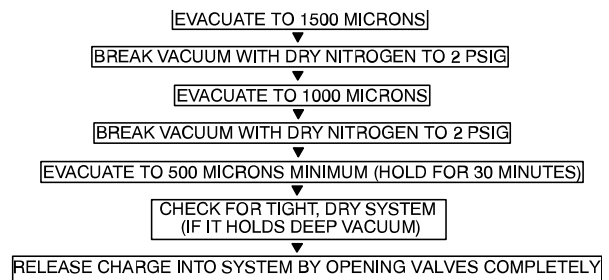 EVACUATE TO 1500 MICRONS
BREAK VACUUM WITH DRY NITROGEN TO 2 PSIG
EVACUATE TO 1000 MICRONS
BREAK VACUUM WITH DRY NITROGEN TO 2 PSIG
EVACUATE TO 500 MICRONS MINIMUM (HOLD FOR 30 MINUTES)
CHECK FOR TIGHT, DRY SYSTEM
(IF IT HOLDS DEEP VACUUM)
RELEASE CHARGE INTO SYSTEM BY OPENING VALVES COMPLETELY